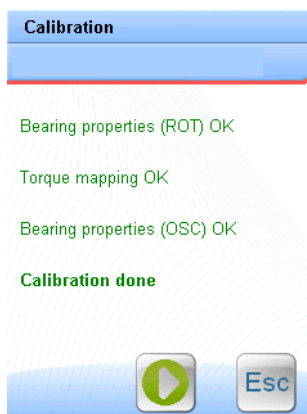 Calibration
Bearing properties (ROT) OK
Torque mapping OK
Bearing properties (OSC) OK
Calibration done
Esc